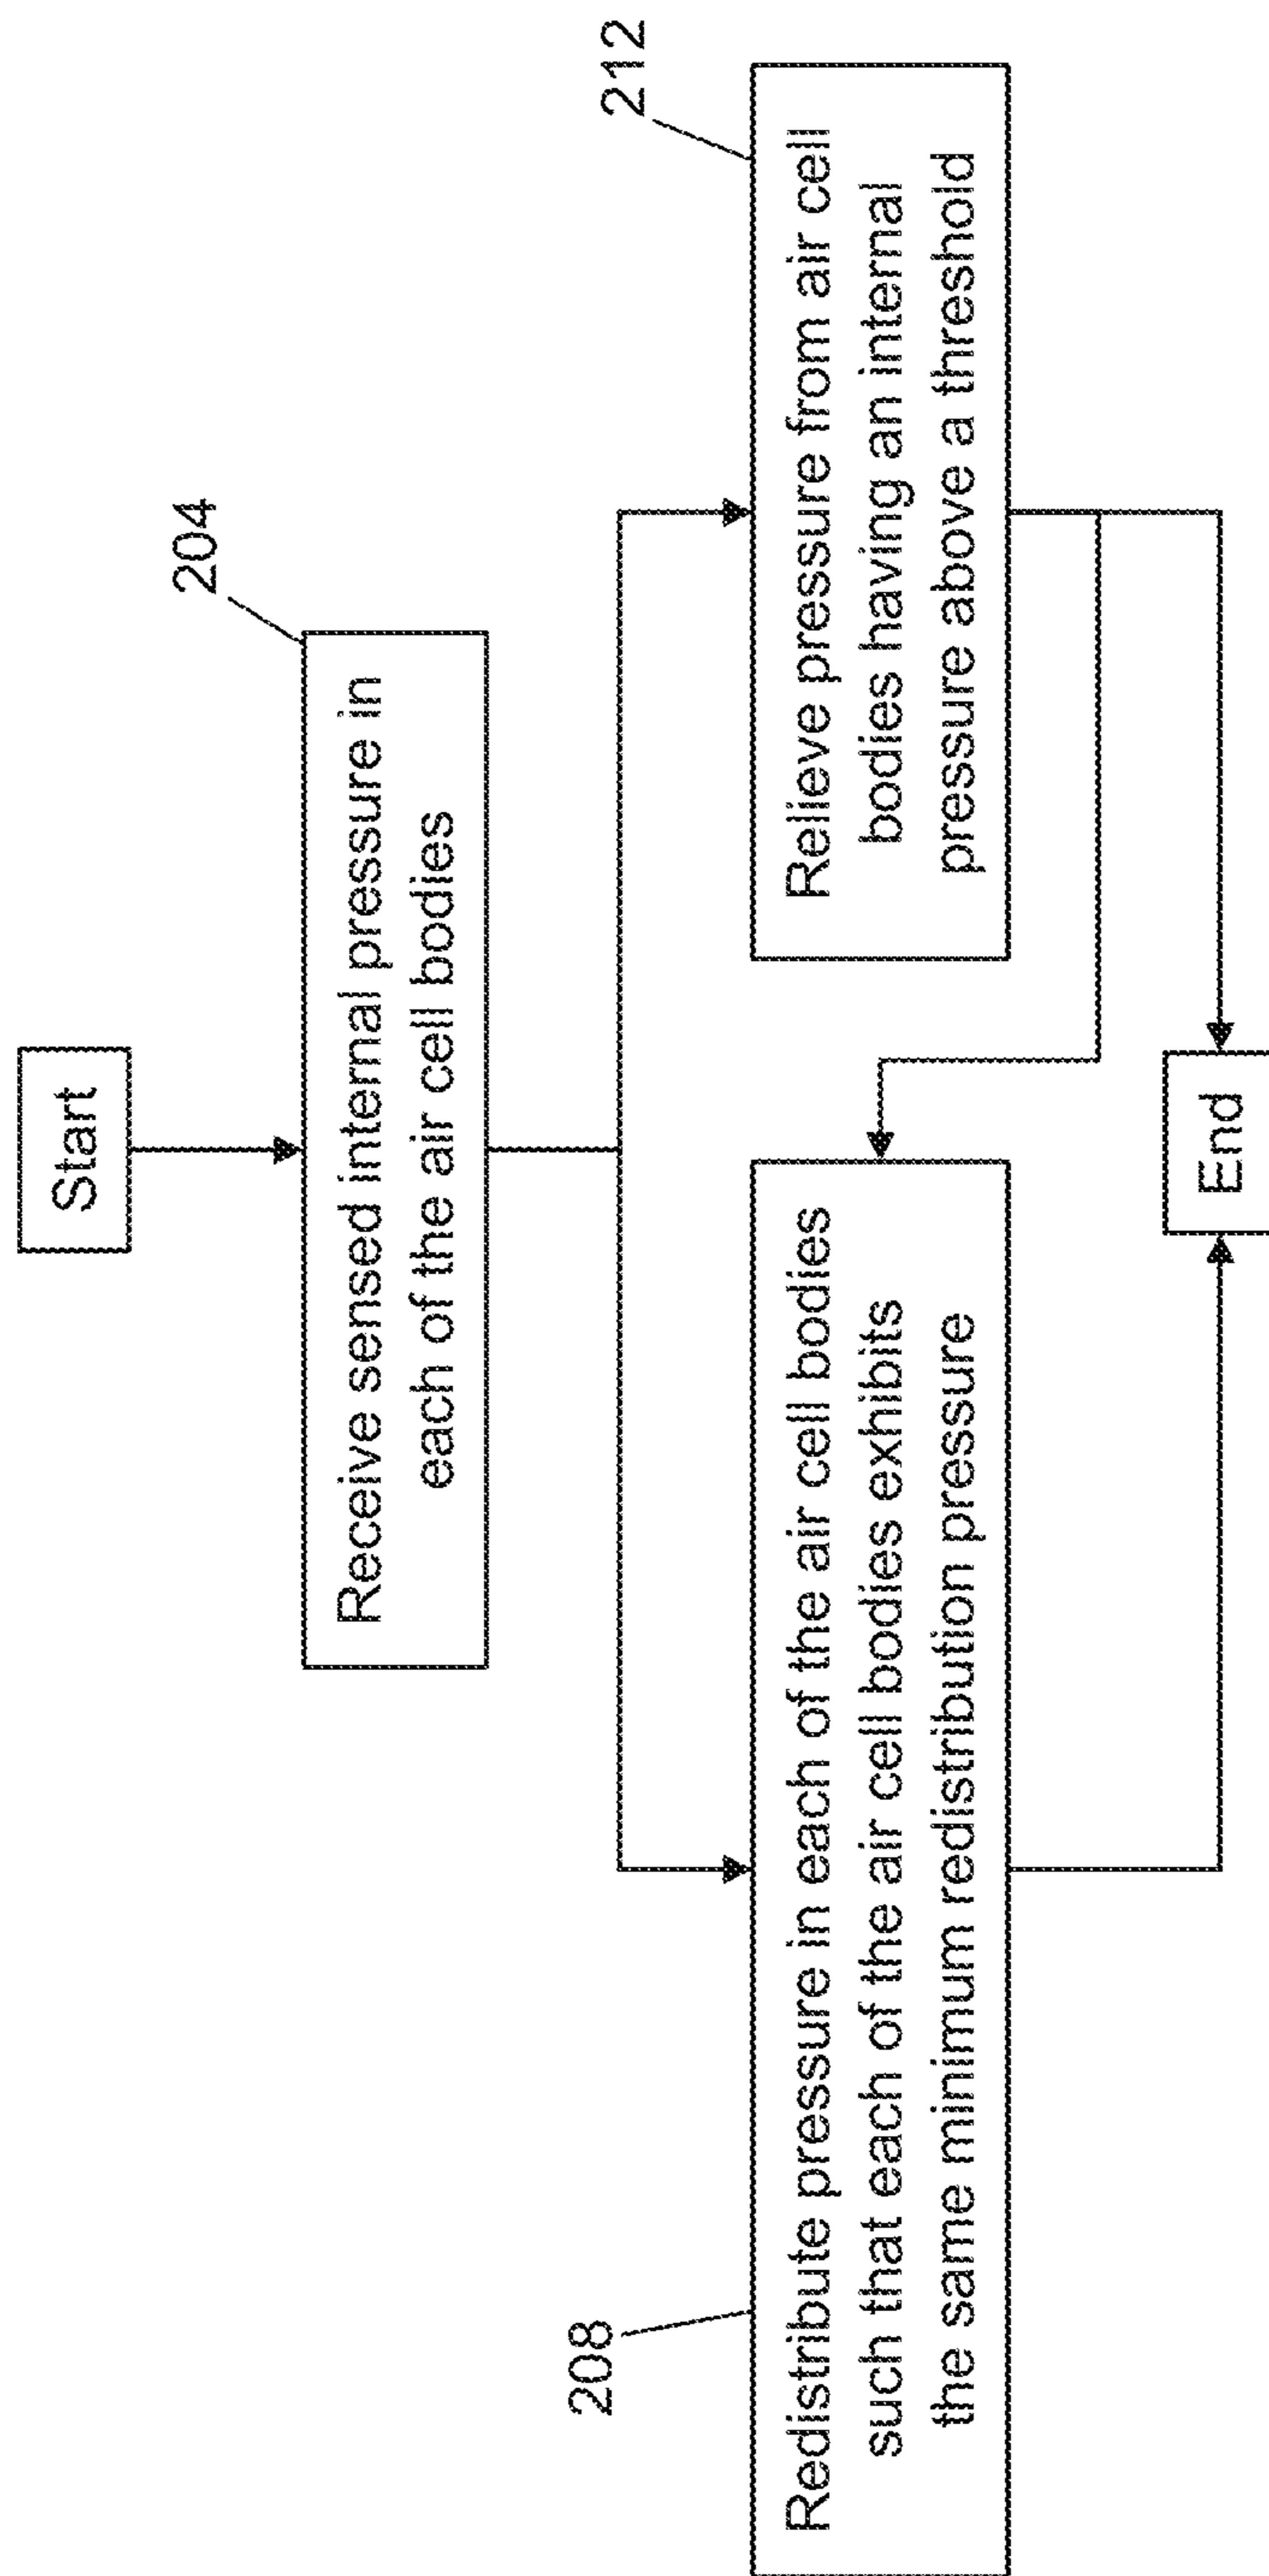 Start
204
Receive sensed internal pressure in
each of the air cell bodies
208
Redistribute pressure in each of the air cell bodies
such that each of the air cell bodies exhibits
the same minimum redistribution pressure
212
Relieve pressure from air cell
bodies having an internal
pressure above a threshold
End